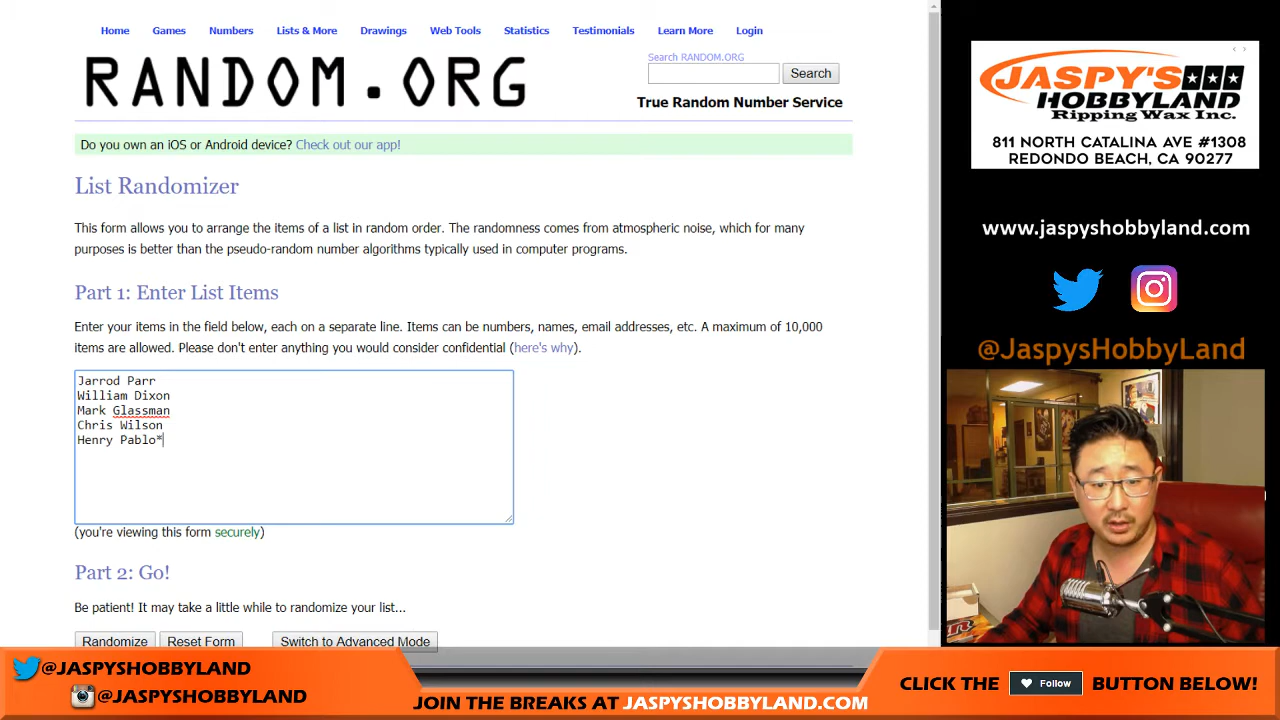 Home Games Numbers Lists & More Drawings Web Tools Statistics Testimonials Learn More Login
RANDOM.ORG
Search RANDOM.ORG
Search
True Random Number Service
Do you own an iOS or Android device? Check out our app!
List Randomizer
This form allows you to arrange the items of a list in random order. The randomness comes from atmospheric noise, which for many
purposes is better than the pseudo-random number algorithms typically used in computer programs.
Part 1: Enter List Items
Enter your items in the field below, each on a separate line. Items can be numbers, names, email addresses, etc. A maximum of 10,000
items are allowed. Please don't enter anything you would consider confidential (here's why).
Jarrod Parr
William Dixon
Mark Glassman
Chris Wilson
Henry Pablo*
(you're viewing this form securely)
Part 2: Go!
Be patient! It may take a little while to randomize your list...
Randomize Reset Form Switch to Advanced Mode
JASPY'S
HOBBYLAND
Ripping Wax Inc.
811 NORTH CATALINA AVE #1308
REDONDO BEACH, CA 90277
www.jaspyshobbyland.com
@JaspysHobbyLand
@JASPYSHOBBYLAND
@JASPYSHOBBYLAND
JOIN THE BREAKS AT JASPYSHOBBYLAND.COM
CLICK THE Follow BUTTON BELOW!